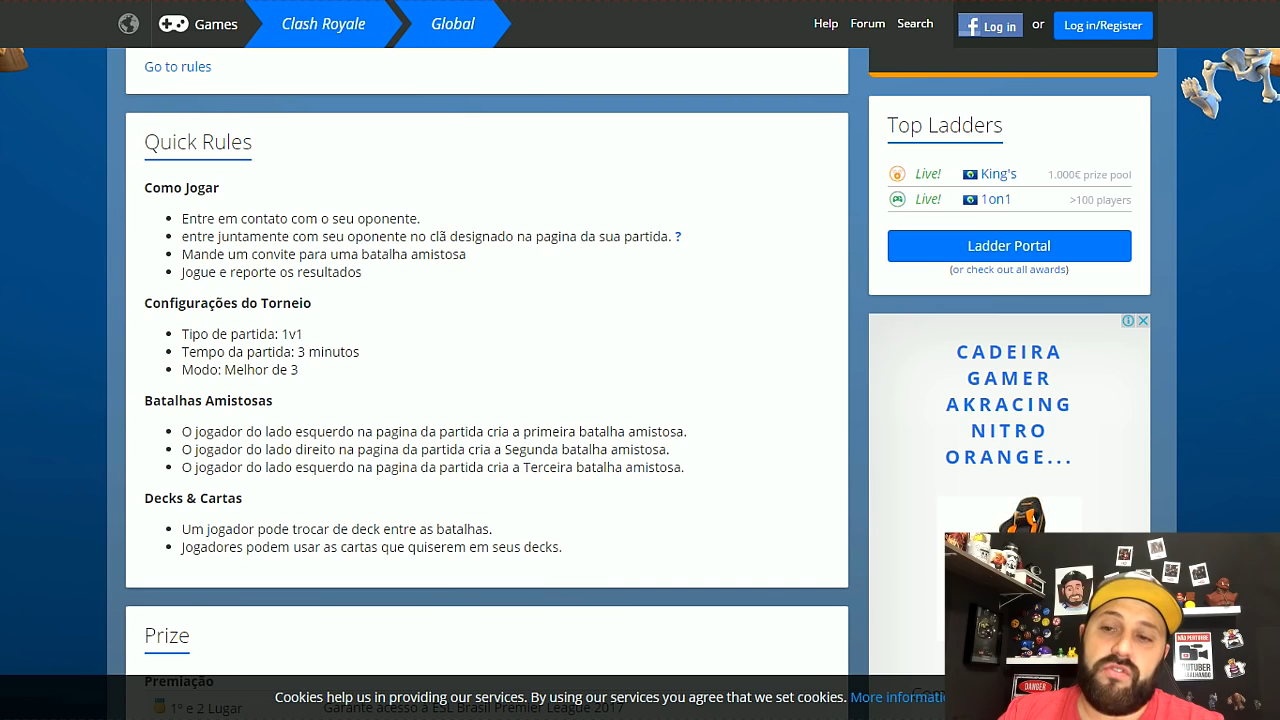 Games
Clash Royale
Global
Help
Forum
Search
f Log in
or
Log in/Register
Go to rules
Quick Rules
Como Jogar
Entre em contato com o seu oponente.
entre juntamente com seu oponente no clã designado na pagina da sua partida. ?
Mande um convite para uma batalha amistosa
Jogue e reporte os resultados
Configurações do Torneio
Tipo de partida: 1v1
Tempo da partida: 3 minutos
Modo: Melhor de 3
Batalhas Amistosas
O jogador do lado esquerdo na pagina da partida cria a primeira batalha amistosa.
O jogador do lado direito na pagina da partida cria a Segunda batalha amistosa.
O jogador do lado esquerdo na pagina da partida cria a Terceira batalha amistosa.
Decks & Cartas
Um jogador pode trocar de deck entre as batalhas.
Jogadores podem usar as cartas que quiserem em seus decks.
Prize
Premiação
1º e 2 Lugar
Garante acesso a ESL Brasil Premier League 2017
Cookies help us in providing our services. By using our services you agree that we set cookies. More informatio
Top Ladders
Live! King's 1.000€ prize pool
Live! 1on1 >100 players
Ladder Portal
(or check out all awards)
CADEIRA
GAMER
AKRACING
NITRO
ORANGE...
NÃO PERTURBE
YOUTUBER
TRABALHANDO
DANGER